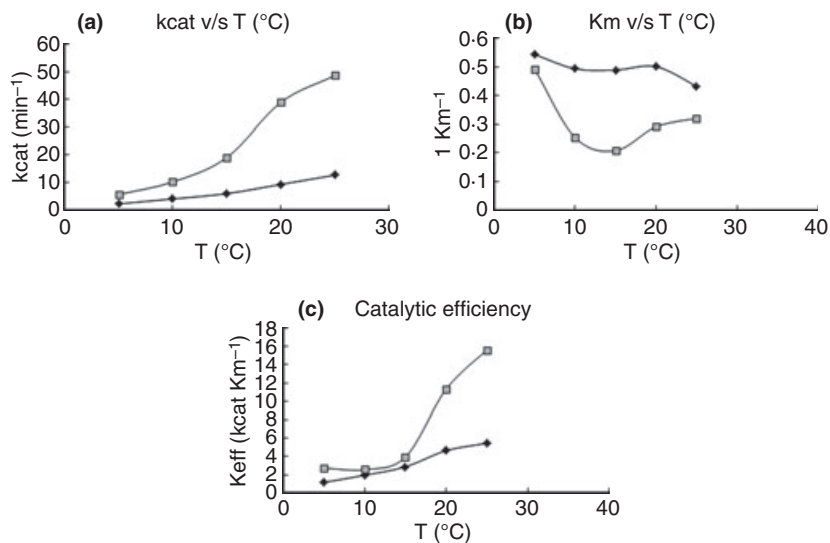 (a) kcat v/s T (°C)
kcat (min⁻¹)
60
50
40
30
20
10
0
0 10 20 30
T (°C)
(b) Km v/s T (°C)
1 Km⁻¹
0·6
0·5
0·4
0·3
0·2
0·1
0
0 10 20 30 40
T (°C)
(c) Catalytic efficiency
Keff (kcat Km⁻¹)
18
16
14
12
10
8
6
4
2
0
0 10 20 30 40
T (°C)